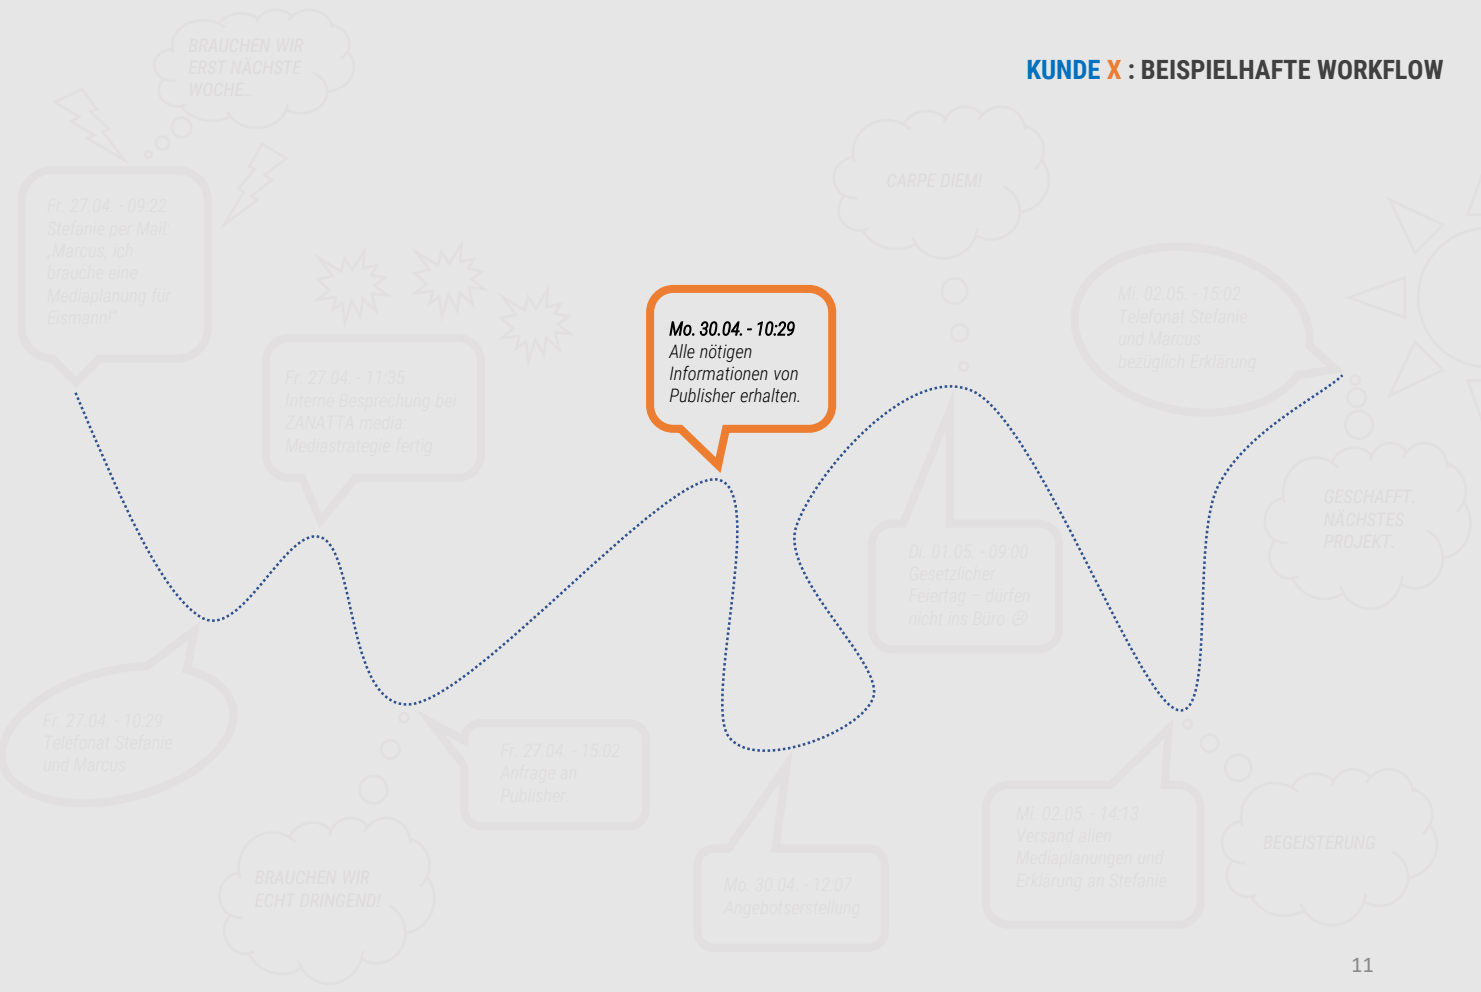 KUNDE X : BEISPIELHAFTE WORKFLOW
BRAUCHEN WIR
ERST NÄCHSTE
WOCHE…
Fr. 27.04. - 09:22
Stefanie per Mail:
„Marcus, ich
brauche eine
Mediaplanung für
Eismann!“
Fr. 27.04. - 10:29
Telefonat Stefanie
und Marcus
Fr. 27.04. - 11:35
Interne Besprechung bei
ZANATTA media:
Mediastrategie fertig
BRAUCHEN WIR
ECHT DRINGEND!
Fr. 27.04. - 15:02
Anfrage an
Publisher.
Mo. 30.04. - 10:29
Alle nötigen
Informationen von
Publisher erhalten.
Mo. 30.04. - 12:07
Angebotserstellung
CARPE DIEM!
Di. 01.05. - 09:00
Gesetzlicher
Feiertag – durften
nicht ins Büro ☹
Mi. 02.05. - 14:13
Versand allen
Mediaplanungen und
Erklärung an Stefanie
BEGEISTERUNG
Mi. 02.05. - 15:02
Telefonat Stefanie
und Marcus
bezüglich Erklärung
GESCHAFFT.
NÄCHSTES
PROJEKT.
11